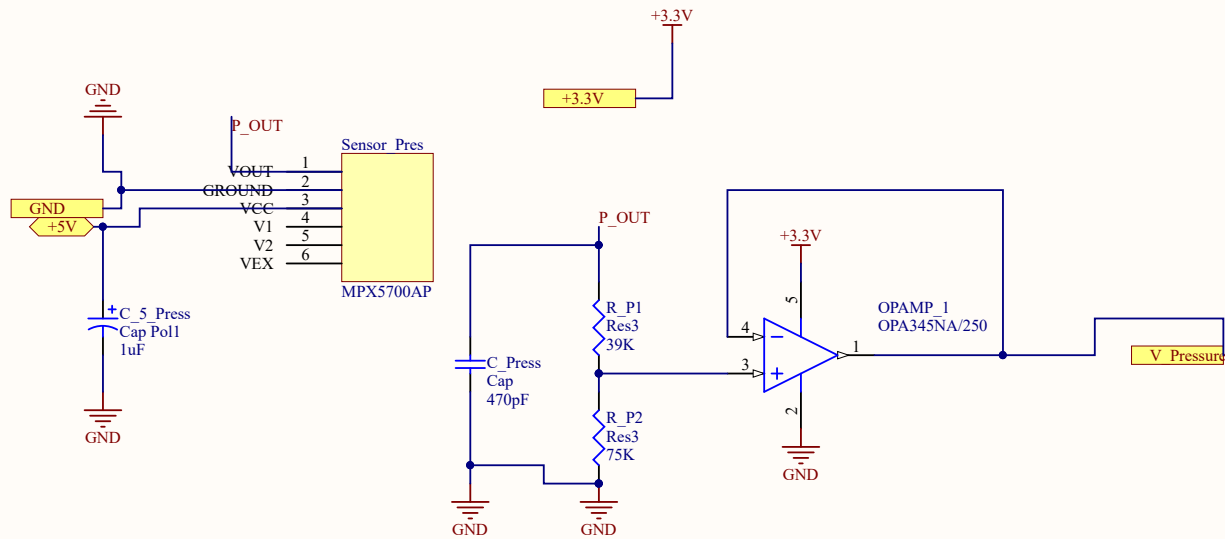 +3.3V
+3.3V
GND
P_OUT
Sensor_Pres
VOUT 1
GROUND 2
VCC 3
V1 4
V2 5
VEX 6
MPX5700AP
GND
+5V
+ C_5_Press
Cap Pol1
1uF
GND
P_OUT
R_P1
Res3
39K
C_Press
Cap
470pF
R_P2
Res3
75K
GND
GND
+3.3V
5
4
3
1
2
OPAMP_1
OPA345NA/250
GND
V_Pressure